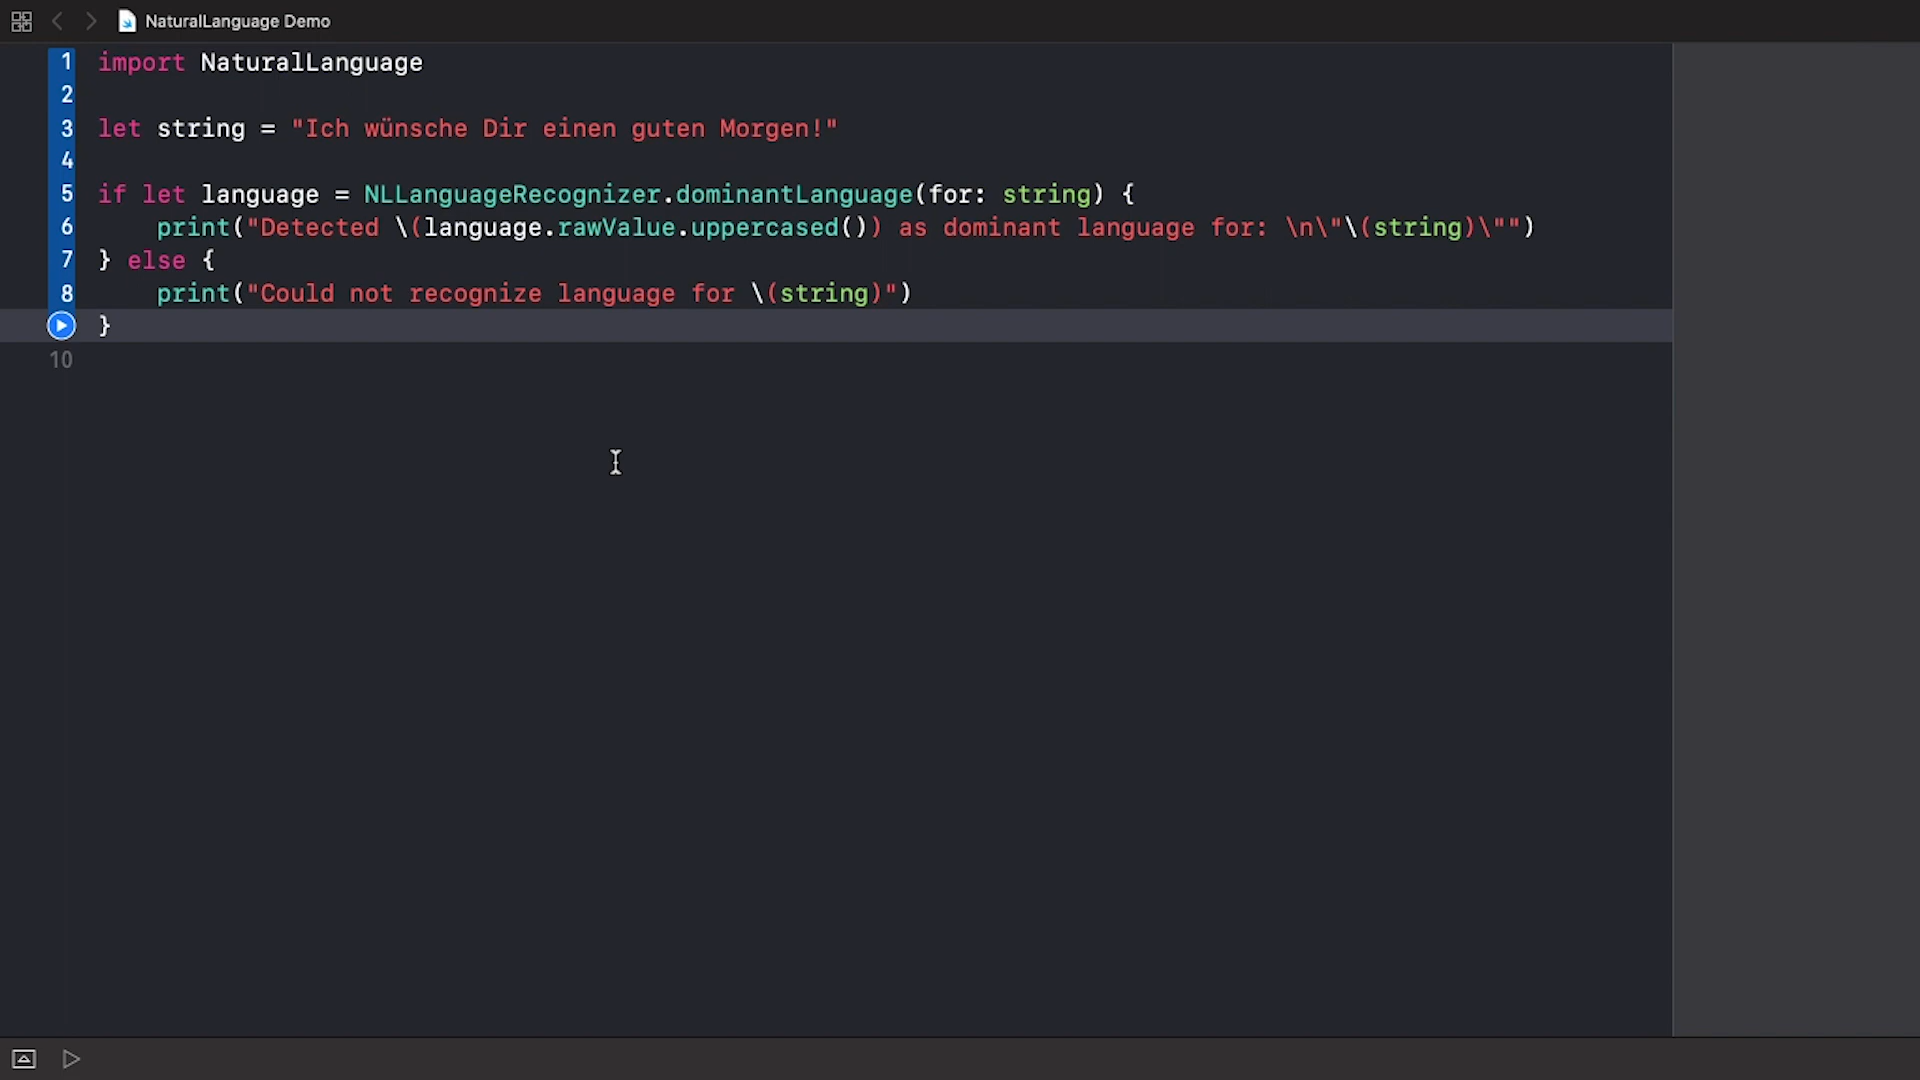 NaturalLanguage Demo
1 import NaturalLanguage
2
3 let string = "Ich wünsche Dir einen guten Morgen!"
4
5 if let language = NLLanguageRecognizer.dominantLanguage(for: string) {
6     print("Detected \(language.rawValue.uppercased()) as dominant language for: \n\"\(string)\"")
7 } else {
8     print("Could not recognize language for \(string)")
}
10